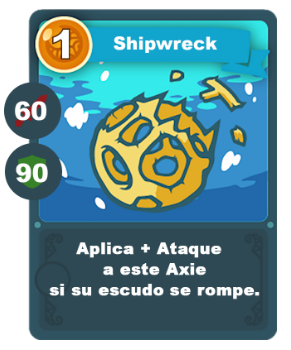 1
Shipwreck
60
90
Aplica + Ataque
a este Axie
si su escudo se rompe.